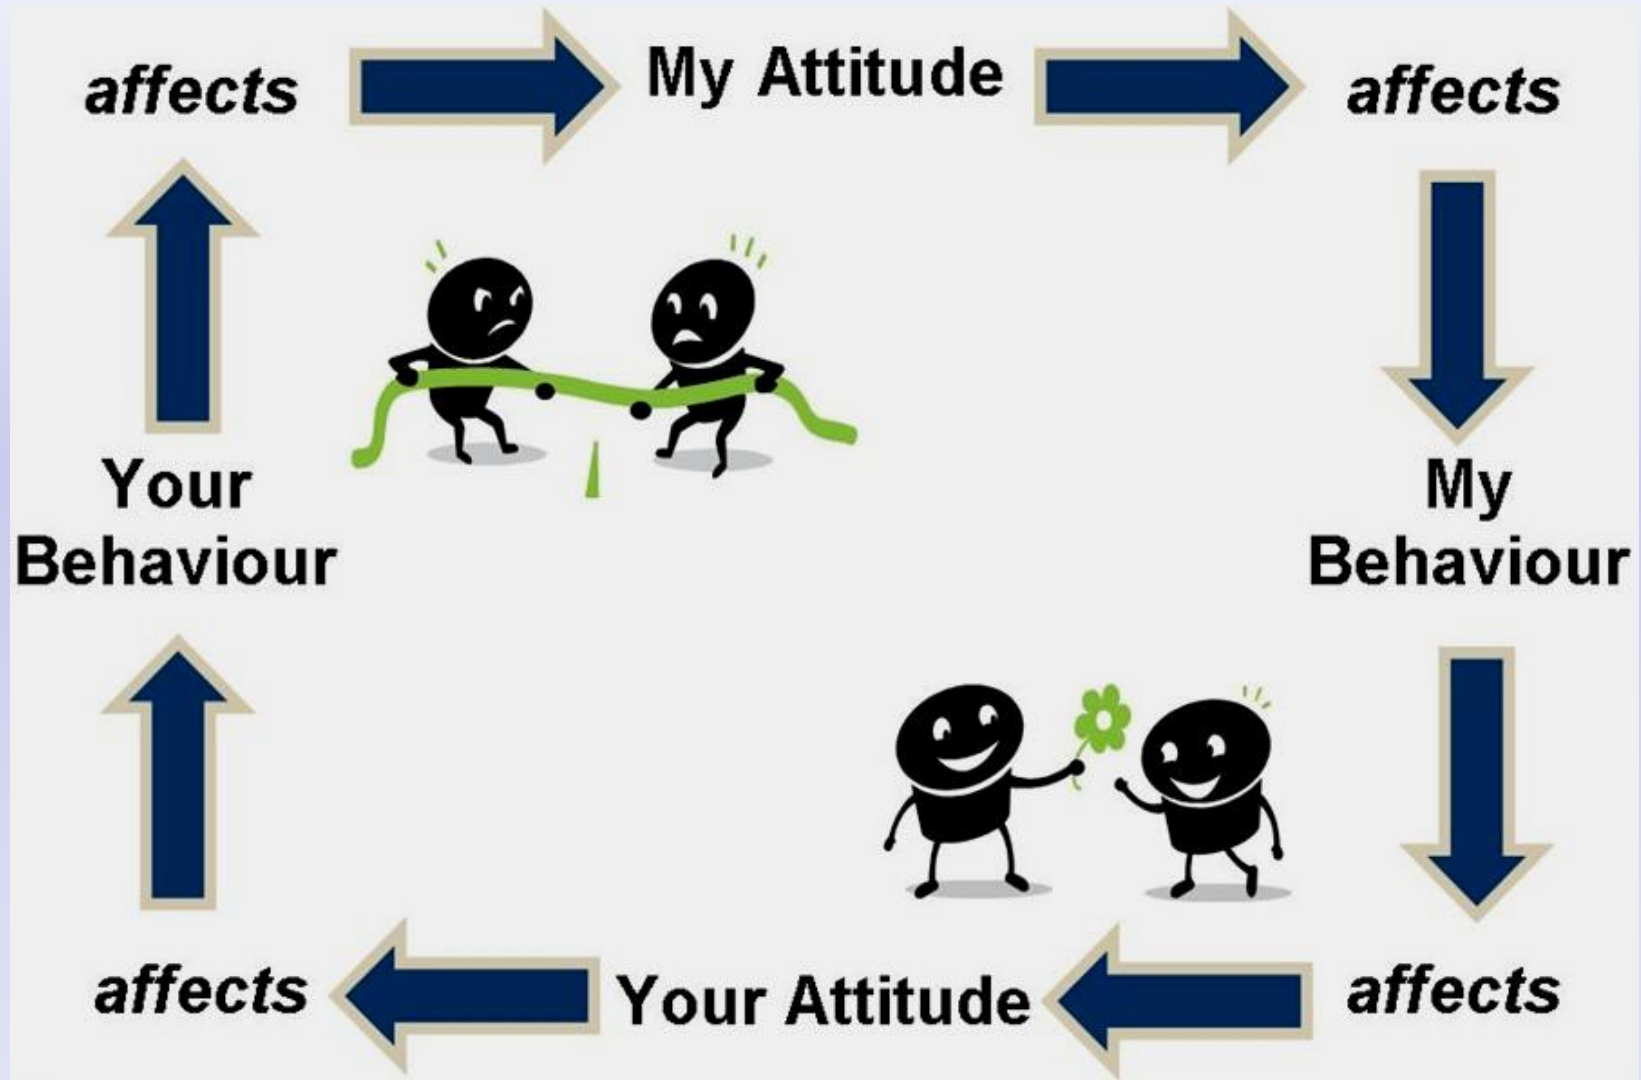 affects
My Attitude
affects
Your
Behaviour
My
Behaviour
affects
Your Attitude
affects